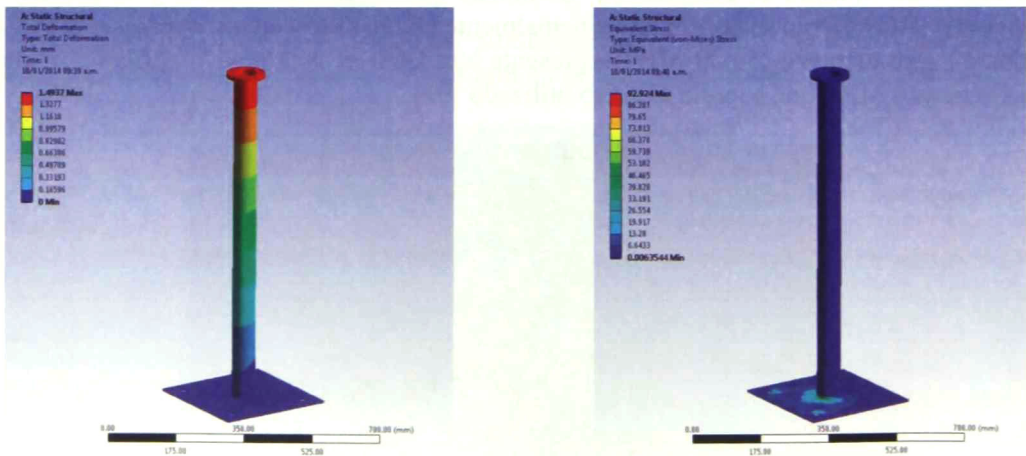 A: Static Structural
Total Deformation
Type: Total Deformation
Unit: mm
Time: 1
1.4937 Max
1.3277
1.1618
0.99579
0.82982
0.66386
0.49789
0.33193
0.16596
0 Min
0.00
350.00
700.00 (mm)
175.00
525.00
A: Static Structural
Equivalent Stress
Type: Equivalent (von-Mises) Stress
Unit: MPa
Time: 1
92.924 Max
86.287
79.65
73.013
66.376
59.739
53.102
46.465
39.828
33.191
26.554
19.917
13.28
6.6433
0.0063544 Min
0.00
350.00
700.00 (mm)
175.00
525.00